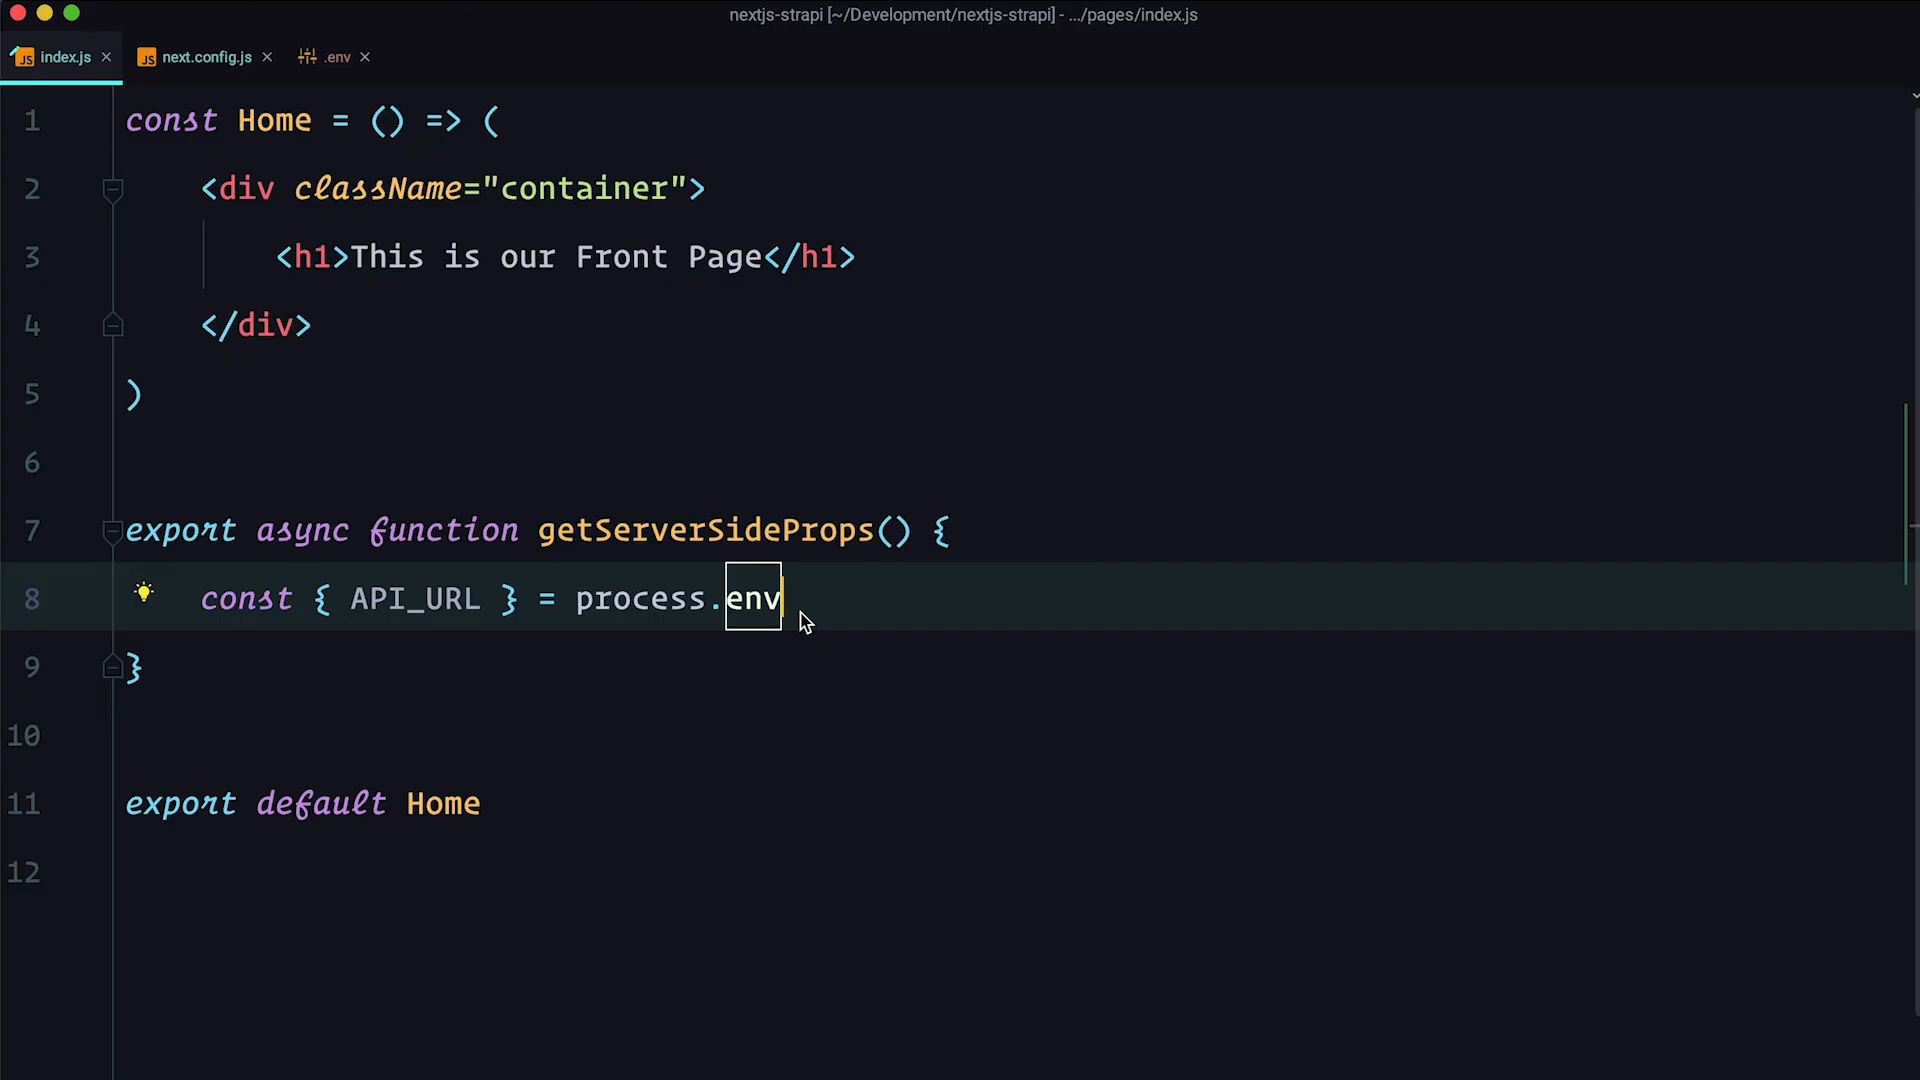 nextjs-strapi [~/Development/nextjs-strapi] - .../pages/index.js
JS index.js × JS next.config.js × .env ×
1 const Home = () => (
2 <div className="container">
3 <h1>This is our Front Page</h1>
4 </div>
5 )
6
7 export async function getServerSideProps() {
8 const { API_URL } = process.env
9 }
10
11 export default Home
12